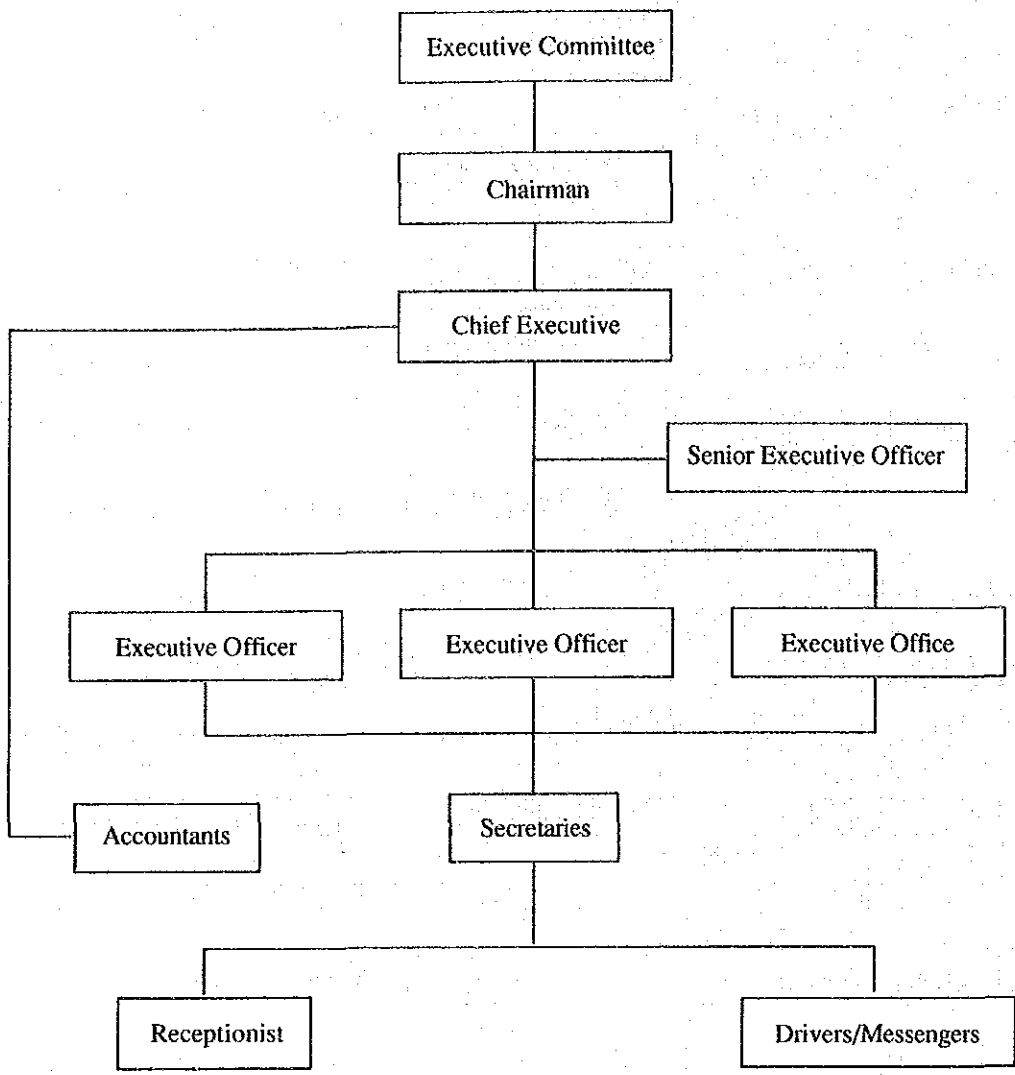 Executive Committee
Chairman
Chief Executive
Senior Executive Officer
Executive Officer
Executive Officer
Executive Office
Accountants
Secretaries
Receptionist
Drivers/Messengers